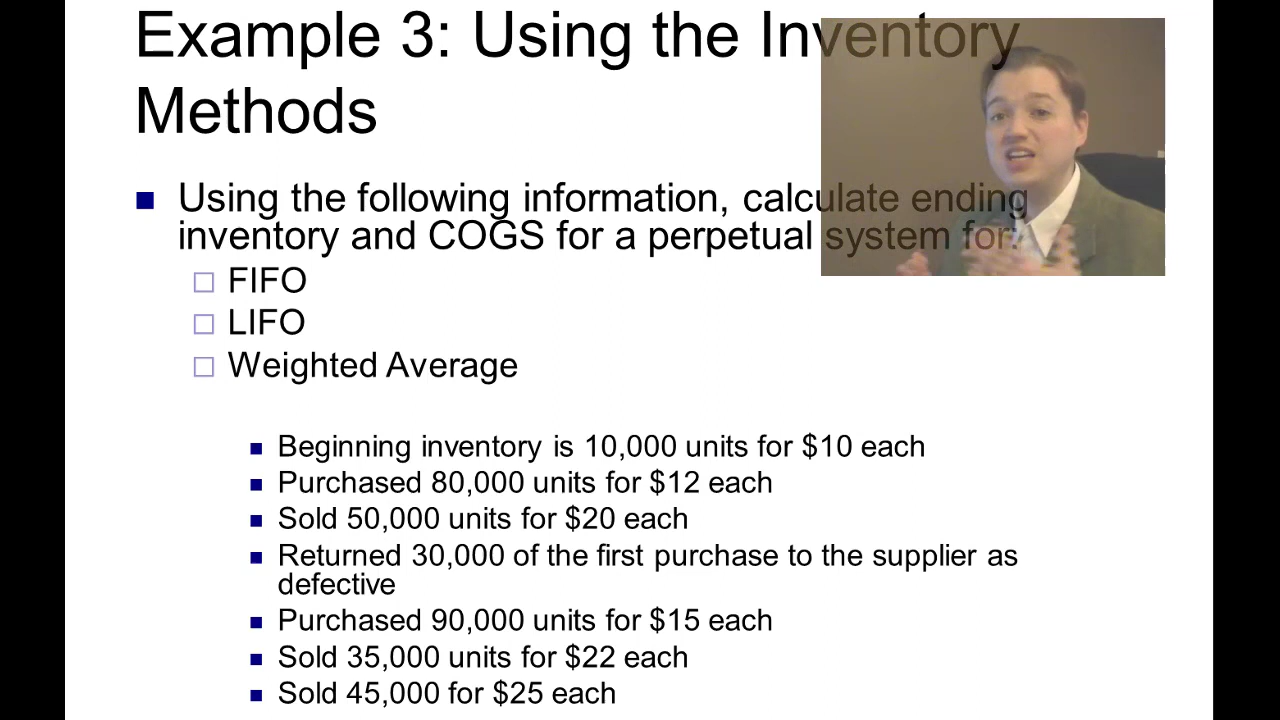 Example 3: Using the Inventory
Methods
Using the following information, calculate ending
inventory and COGS for a perpetual system for:
FIFO
LIFO
Weighted Average
Beginning inventory is 10,000 units for $10 each
Purchased 80,000 units for $12 each
Sold 50,000 units for $20 each
Returned 30,000 of the first purchase to the supplier as
defective
Purchased 90,000 units for $15 each
Sold 35,000 units for $22 each
Sold 45,000 for $25 each